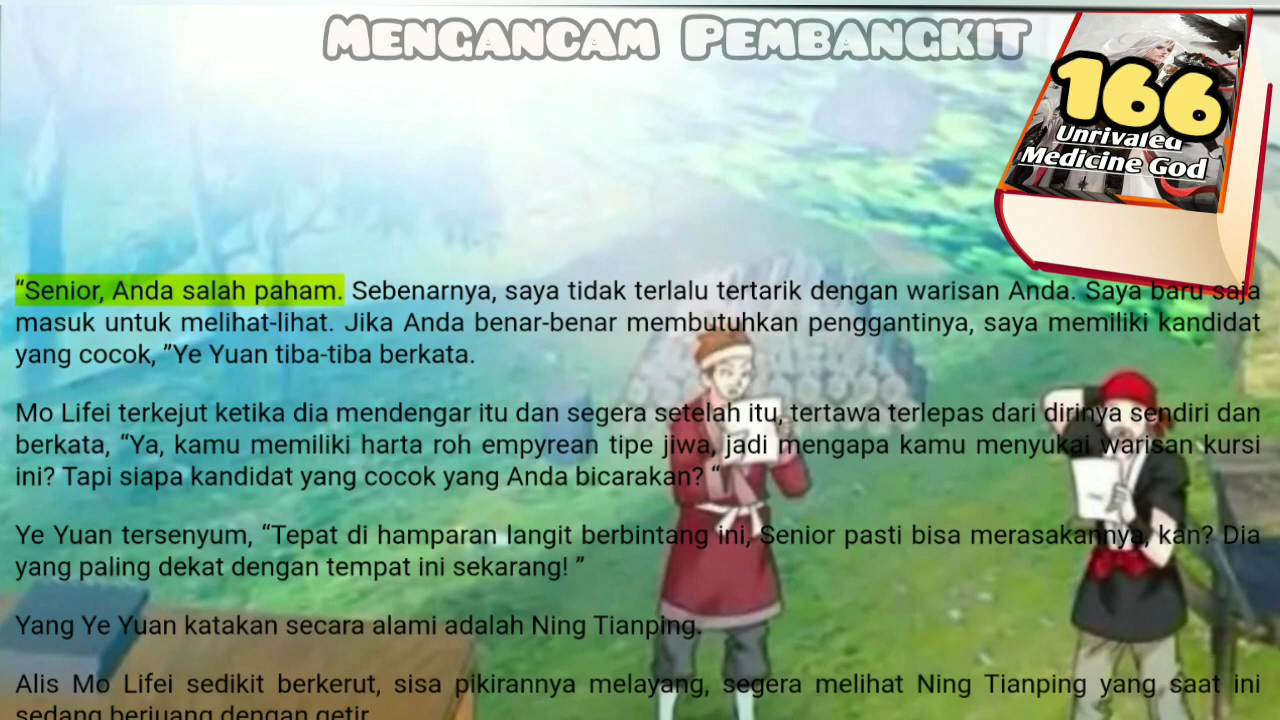 MENGANCAM PEMBANGKIT
166
Unrivaled
Medicine God
“Senior, Anda salah paham. Sebenarnya, saya tidak terlalu tertarik dengan warisan Anda. Saya baru saja
masuk untuk melihat-lihat. Jika Anda benar-benar membutuhkan penggantinya, saya memiliki kandidat
yang cocok, ”Ye Yuan tiba-tiba berkata.
Mo Lifei terkejut ketika dia mendengar itu dan segera setelah itu, tertawa terlepas dari dirinya sendiri dan
berkata, “Ya, kamu memiliki harta roh empyrean tipe jiwa, jadi mengapa kamu menyukai warisan kursi
ini? Tapi siapa kandidat yang cocok yang Anda bicarakan? “
Ye Yuan tersenyum, “Tepat di hamparan langit berbintang ini, Senior pasti bisa merasakannya, kan? Dia
yang paling dekat dengan tempat ini sekarang! ”
Yang Ye Yuan katakan secara alami adalah Ning Tianping.
Alis Mo Lifei sedikit berkerut, sisa pikirannya melayang, segera melihat Ning Tianping yang saat ini
sedang berjuang dengan getir.